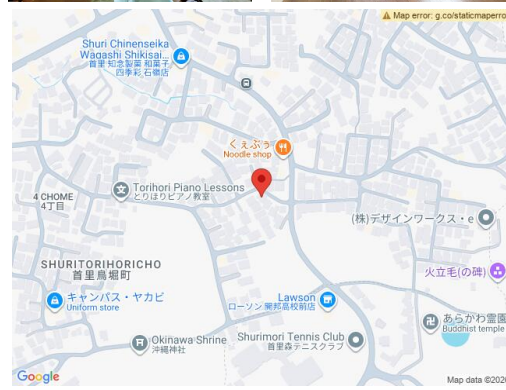 Map error: g.co/staticmaperro
Shuri Chinenseika
Wagashi Shikisai...
首里 知念製菓 和菓子
四季彩 石嶺店
くぇぶぅ
Noodle shop
Torihori Piano Lessons
とりほりピアノ教室
4 CHOME
4丁目
(株)デザインワークス・e
SHURITORIHORICHO
首里鳥堀町
火立毛(の碑)
キャンパス・ヤカビ
Uniform store
Lawson
ローソン 開邦高校前店
あらかわ霊園
Buddhist temple
Okinawa Shrine
沖縄神社
Shurimori Tennis Club
首里森テニスクラブ
Google
Map data ©2026